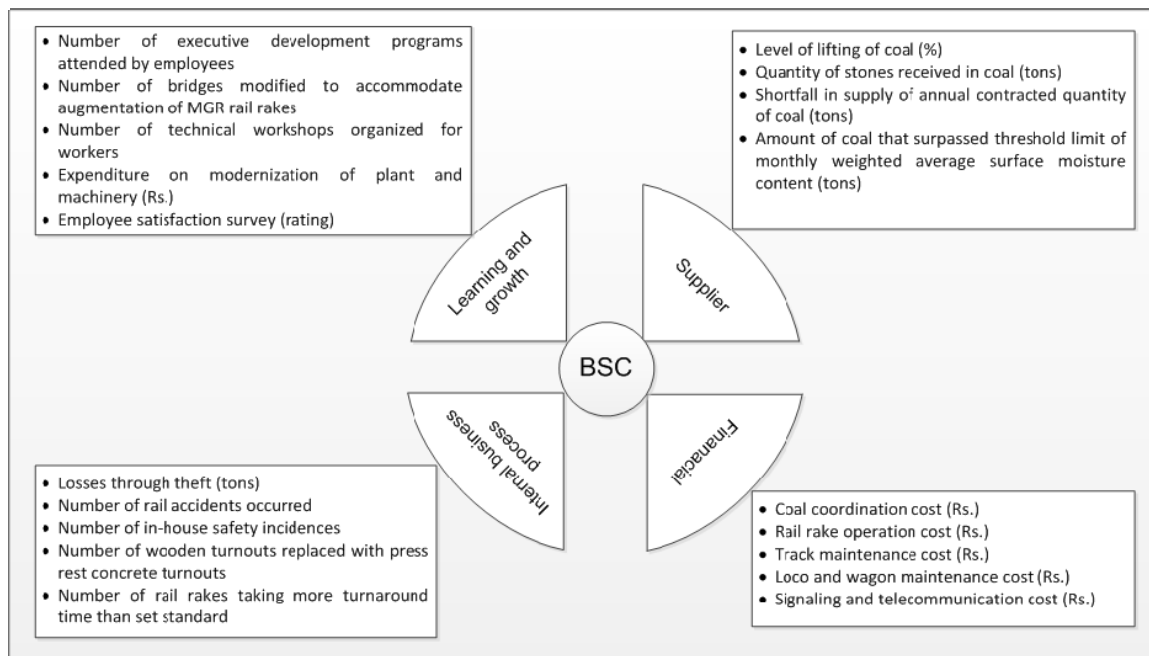 • Number of executive development programs
attended by employees
• Number of bridges modified to accommodate
augmentation of MGR rail rakes
• Number of technical workshops organized for
workers
• Expenditure on modernization of plant and
machinery (Rs.)
• Employee satisfaction survey (rating)
• Level of lifting of coal (%)
• Quantity of stones received in coal (tons)
• Shortfall in supply of annual contracted quantity
of coal (tons)
• Amount of coal that surpassed threshold limit of
monthly weighted average surface moisture
content (tons)
Learning and
growth
Supplier
BSC
Internal business
process
Finanacial
• Losses through theft (tons)
• Number of rail accidents occurred
• Number of in-house safety incidences
• Number of wooden turnouts replaced with press
rest concrete turnouts
• Number of rail rakes taking more turnaround
time than set standard
• Coal coordination cost (Rs.)
• Rail rake operation cost (Rs.)
• Track maintenance cost (Rs.)
• Loco and wagon maintenance cost (Rs.)
• Signaling and telecommunication cost (Rs.)